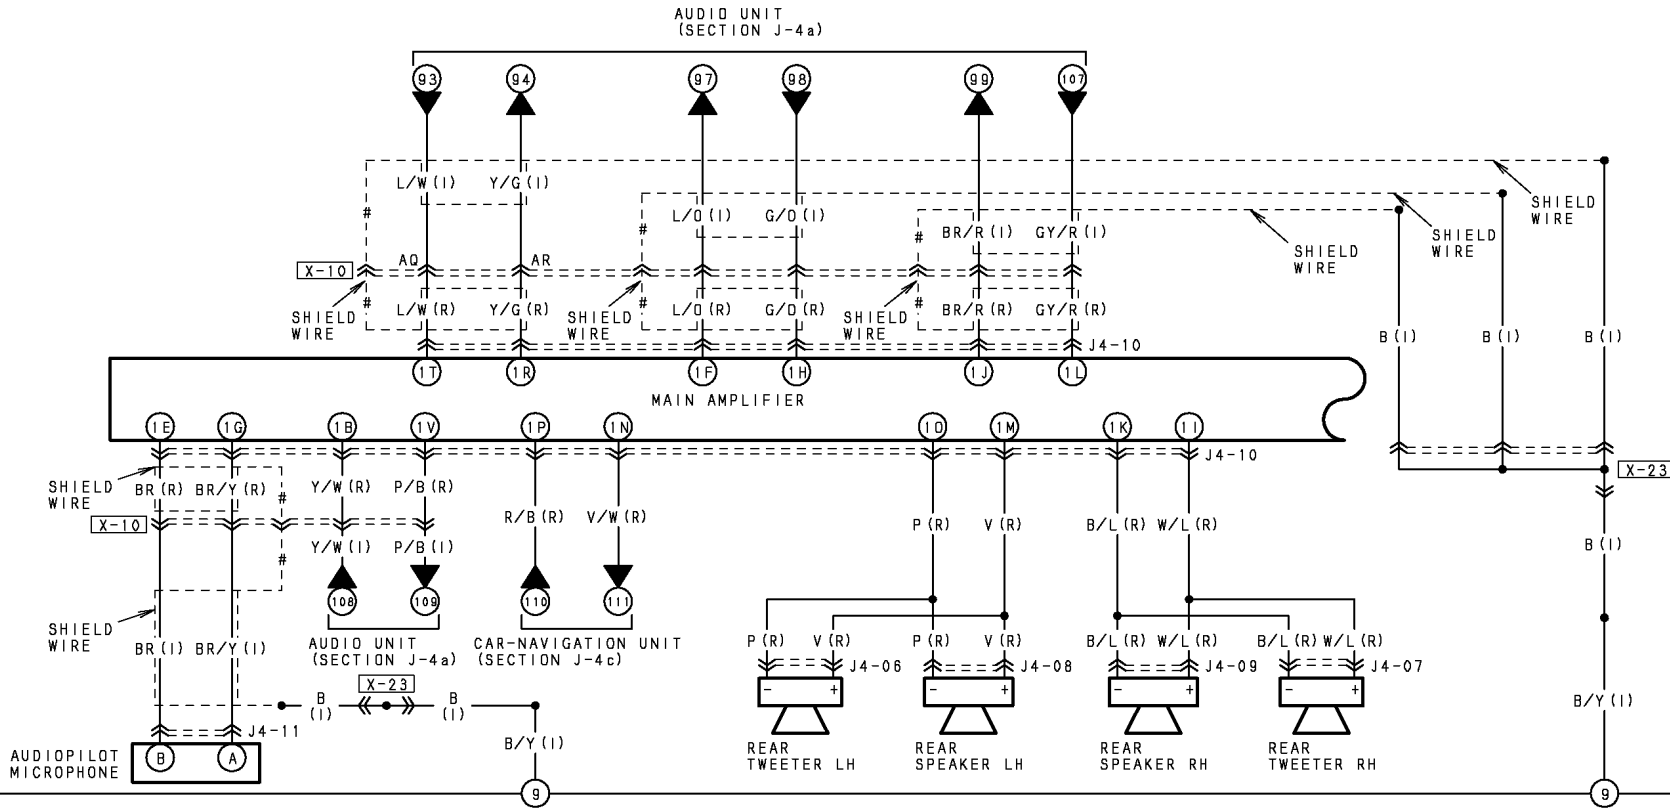 AUDIO UNIT
(SECTION J-4a)
93 94 97 98 99 107
L/W(I) Y/G(I)
L/O(I) G/O(I)
BR/R(I) GY/R(I)
# # #
SHIELD
WIRE
SHIELD
WIRE
SHIELD
WIRE
X-10 AQ AR
# # #
L/W(R) Y/G(R) L/O(R) G/O(R) BR/R(R) GY/R(R)
SHIELD
WIRE
SHIELD
WIRE
SHIELD
WIRE
B(I) B(I) B(I)
J4-10
1T 1R 1F 1H 1J 1L
MAIN AMPLIFIER
1E 1G 1B 1V 1P 1N 1O 1M 1K 1I
J4-10
X-23
SHIELD
WIRE
BR(R) BR/Y(R) # Y/W(R) P/B(R)
X-10
R/B(R) V/W(R) P(R) V(R) B/L(R) W/L(R)
B(I)
# Y/W(I) P/B(I)
108 109 110 111
SHIELD
WIRE
BR(I) BR/Y(I)
AUDIO UNIT
(SECTION J-4a)
CAR-NAVIGATION UNIT
(SECTION J-4c)
P(R) V(R) P(R) V(R) B/L(R) W/L(R) B/L(R) W/L(R)
J4-06 J4-08 J4-09 J4-07
- + - + - + - +
X-23
B
(I)
B
(I)
B/Y(I)
J4-11
B/Y(I)
AUDIOPILOT
MICROPHONE
B A
REAR
TWEETER LH
REAR
SPEAKER LH
REAR
SPEAKER RH
REAR
TWEETER RH
9 9